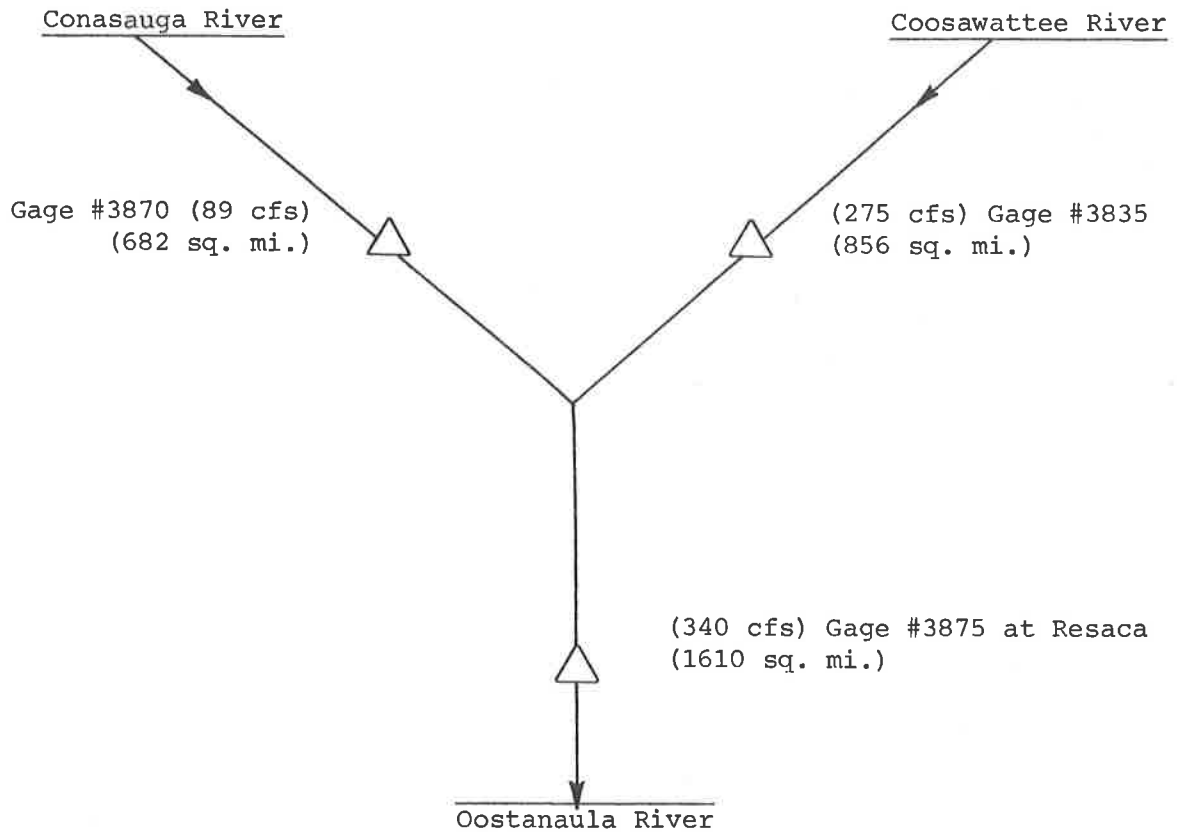 Conasauga River
Coosawattee River
Gage #3870 (89 cfs)
(682 sq. mi.)
(275 cfs) Gage #3835
(856 sq. mi.)
(340 cfs) Gage #3875 at Resaca
(1610 sq. mi.)
Oostanaula River